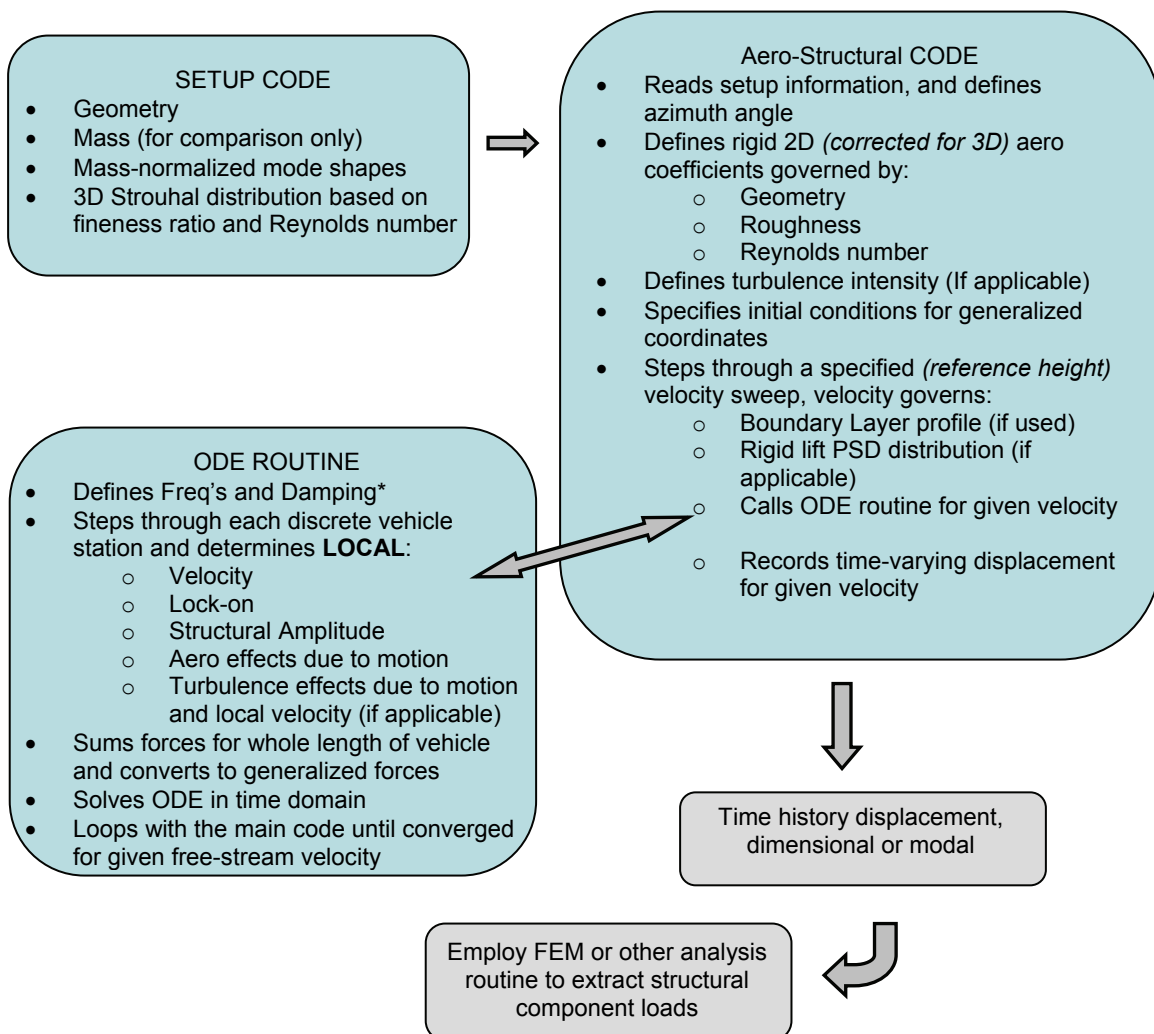 SETUP CODE
• Geometry
• Mass (for comparison only)
• Mass-normalized mode shapes
• 3D Strouhal distribution based on
fineness ratio and Reynolds number
Aero-Structural CODE
• Reads setup information, and defines
azimuth angle
• Defines rigid 2D (corrected for 3D) aero
coefficients governed by:
o Geometry
o Roughness
o Reynolds number
• Defines turbulence intensity (If applicable)
• Specifies initial conditions for generalized
coordinates
• Steps through a specified (reference height)
velocity sweep, velocity governs:
o Boundary Layer profile (if used)
o Rigid lift PSD distribution (if
applicable)
o Calls ODE routine for given velocity
o Records time-varying displacement
for given velocity
ODE ROUTINE
• Defines Freq's and Damping*
• Steps through each discrete vehicle
station and determines LOCAL:
o Velocity
o Lock-on
o Structural Amplitude
o Aero effects due to motion
o Turbulence effects due to motion
and local velocity (if applicable)
• Sums forces for whole length of vehicle
and converts to generalized forces
• Solves ODE in time domain
• Loops with the main code until converged
for given free-stream velocity
Time history displacement,
dimensional or modal
Employ FEM or other analysis
routine to extract structural
component loads